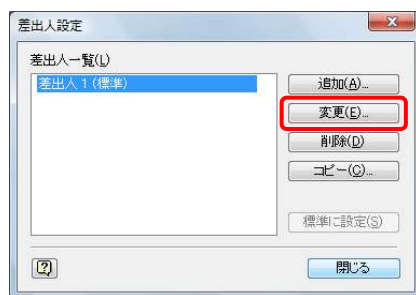 差出人設定
差出人一覧(L)
差出人 1 (標準)
追加(A)...
変更(E)...
削除(D)
コピー(C)...
標準に設定(S)
?
閉じる